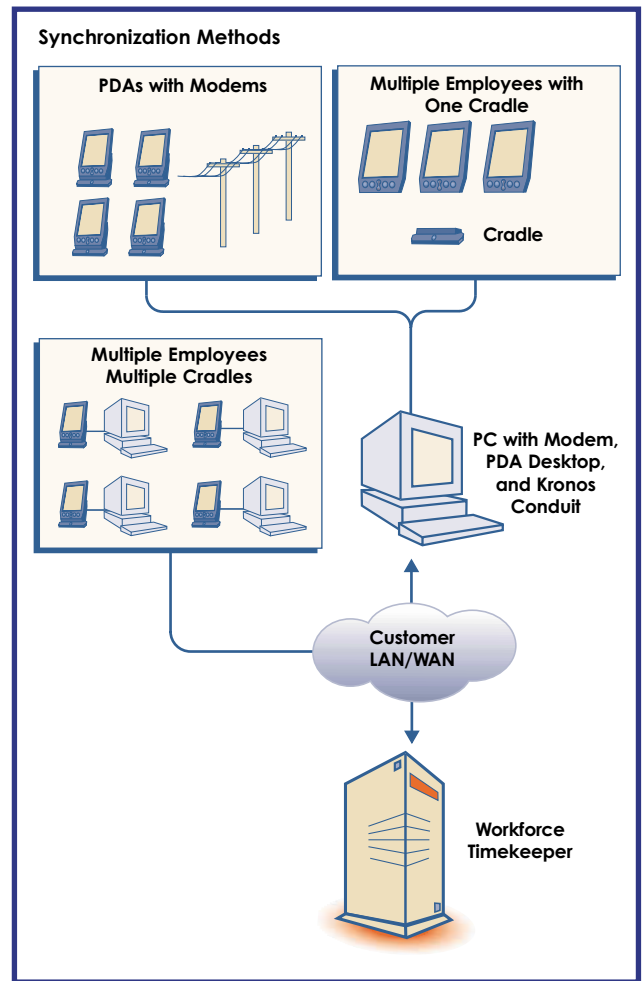 Synchronization Methods
PDAs with Modems
Multiple Employees with
One Cradle
Cradle
Multiple Employees
Multiple Cradles
PC with Modem,
PDA Desktop,
and Kronos
Conduit
Customer
LAN/WAN
Workforce
Timekeeper